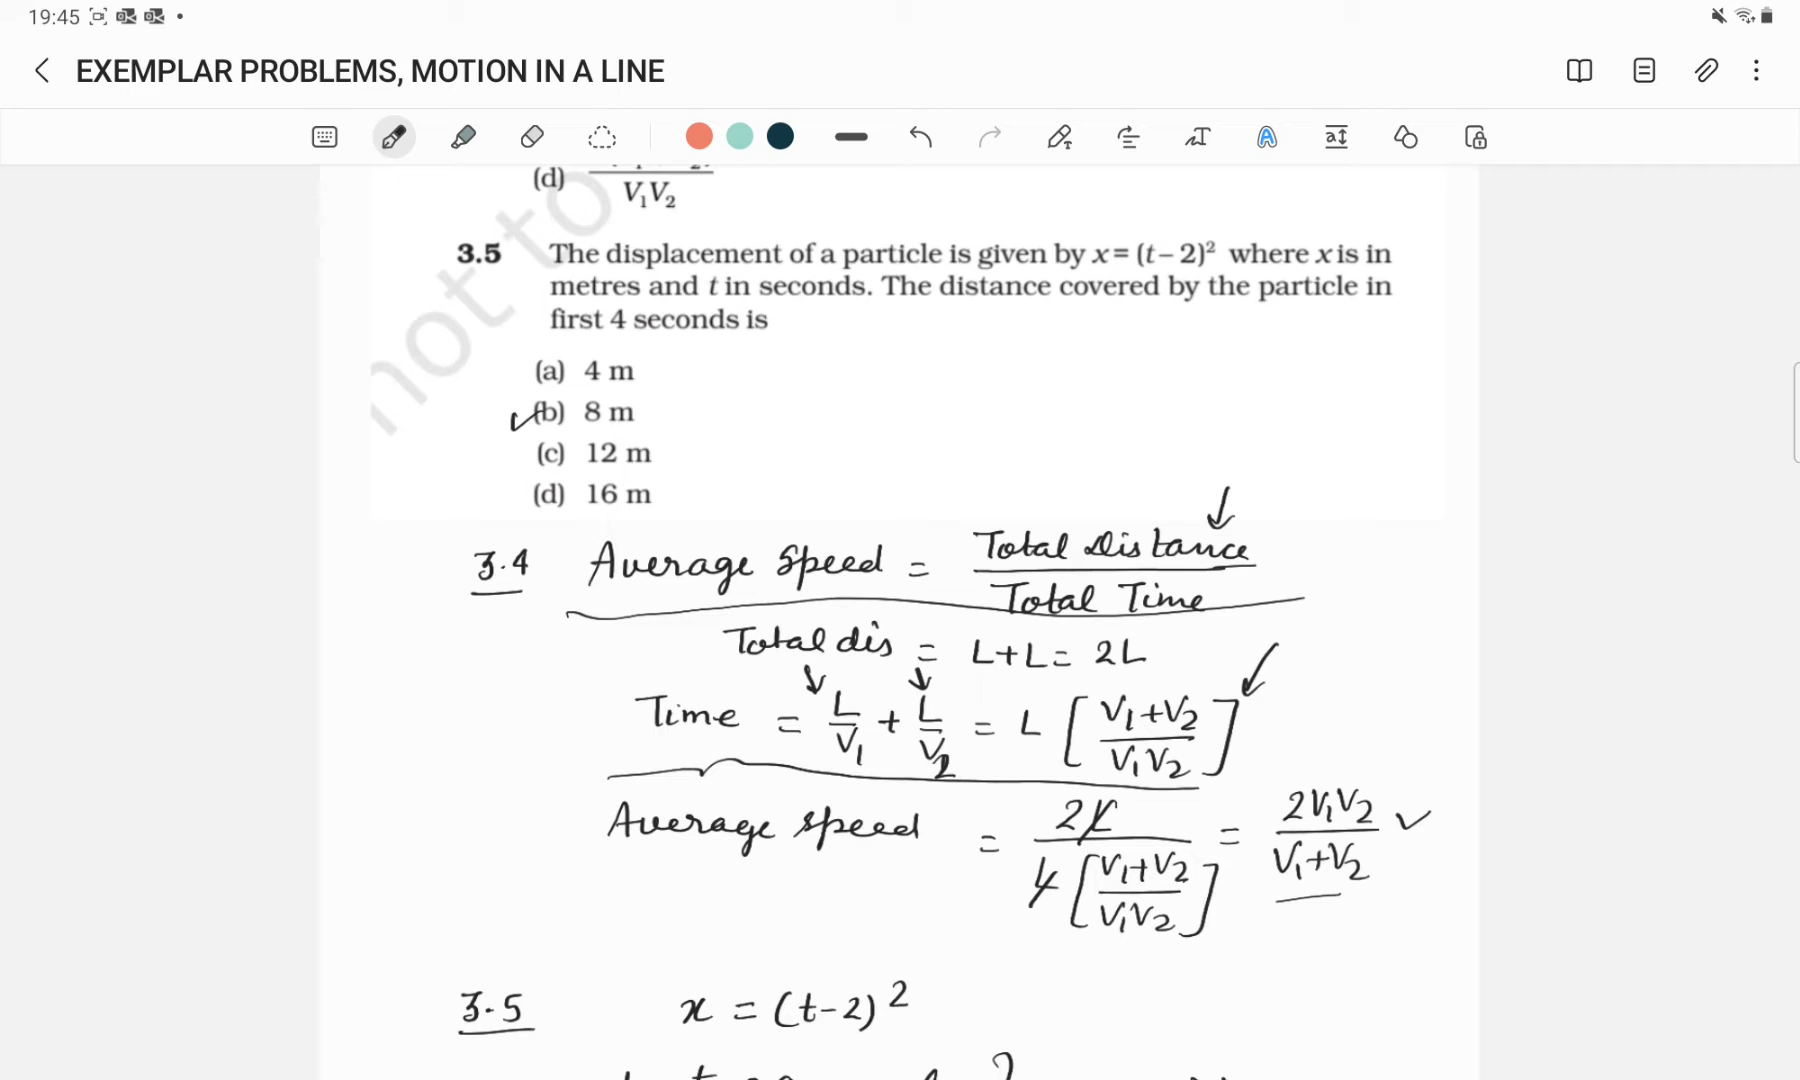 19:45
EXEMPLAR PROBLEMS, MOTION IN A LINE
(d) V₁V₂
not to
3.5 The displacement of a particle is given by x = (t – 2)² where x is in
metres and t in seconds. The distance covered by the particle in
first 4 seconds is
(a) 4 m
(b) 8 m
(c) 12 m
(d) 16 m
3.4 Average Speed = Total Distance / Total Time
Total dis = L+L = 2L
Time = L/V₁ + L/V₂ = L [V₁+V₂ / V₁V₂]
Average speed = 2L / L [V₁+V₂ / V₁V₂] = 2V₁V₂ / V₁+V₂
3.5 x = (t-2)²